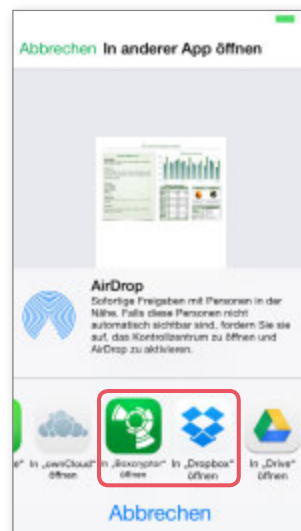 Abbrechen In anderer App öffnen
AirDrop
Sofortige Freigaben mit Personen in der
Nähe. Falls diese Personen nicht
automatisch sichtbar sind, fordern Sie sie
auf, das Kontrollzentrum zu öffnen und
AirDrop zu aktivieren.
In „ownCloud“ In „Boxcryptor“ In „Dropbox“ In „Drive“
öffnen öffnen öffnen öffnen
Abbrechen